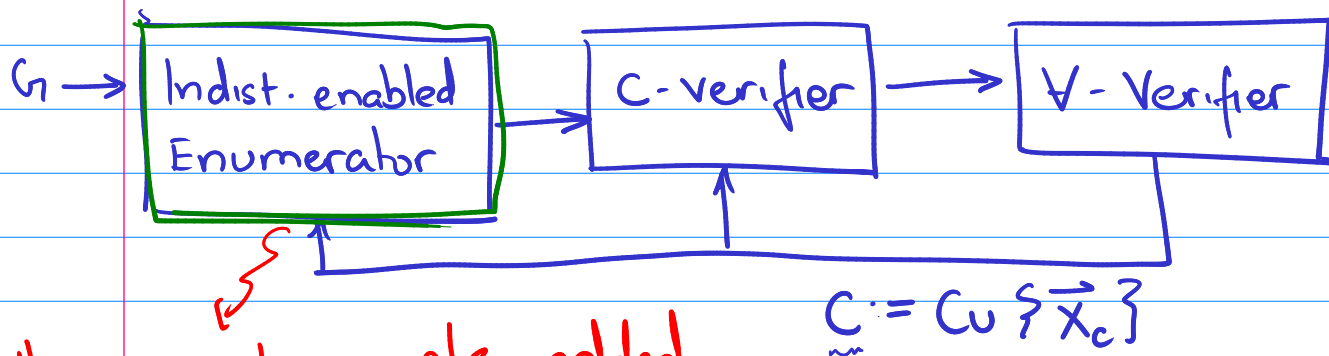 G → Indist. enabled
Enumerator
C-verifier
∀-Verifier
C := C ∪ {x⃗_c}